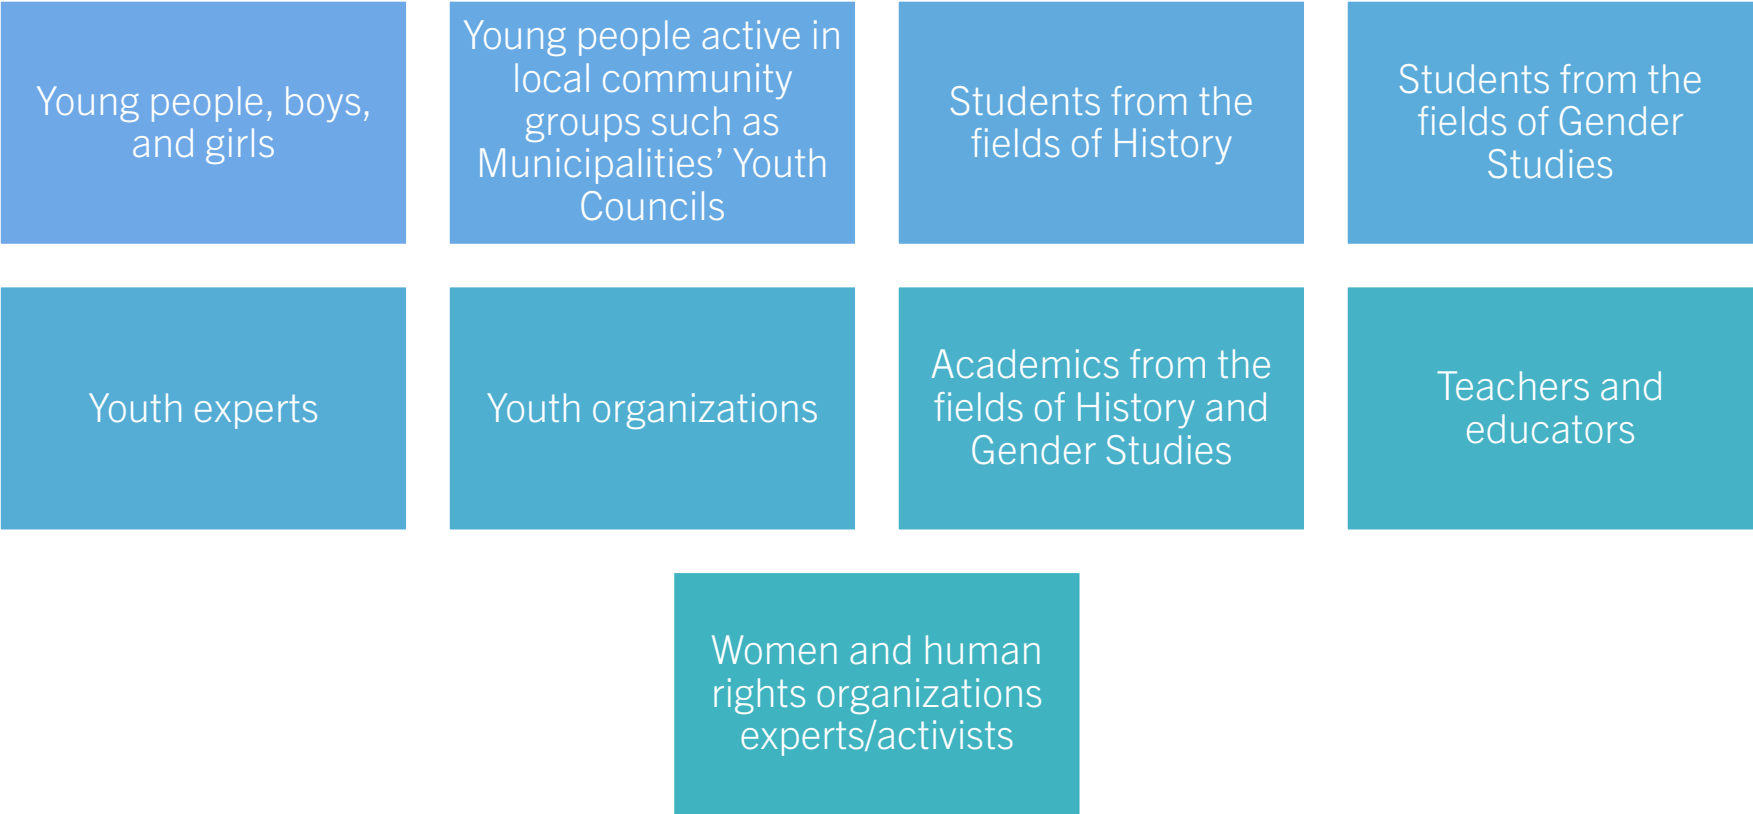 Young people, boys,
and girls
Young people active in
local community
groups such as
Municipalities’ Youth
Councils
Students from the
fields of History
Students from the
fields of Gender
Studies
Youth experts
Youth organizations
Academics from the
fields of History and
Gender Studies
Teachers and
educators
Women and human
rights organizations
experts/activists